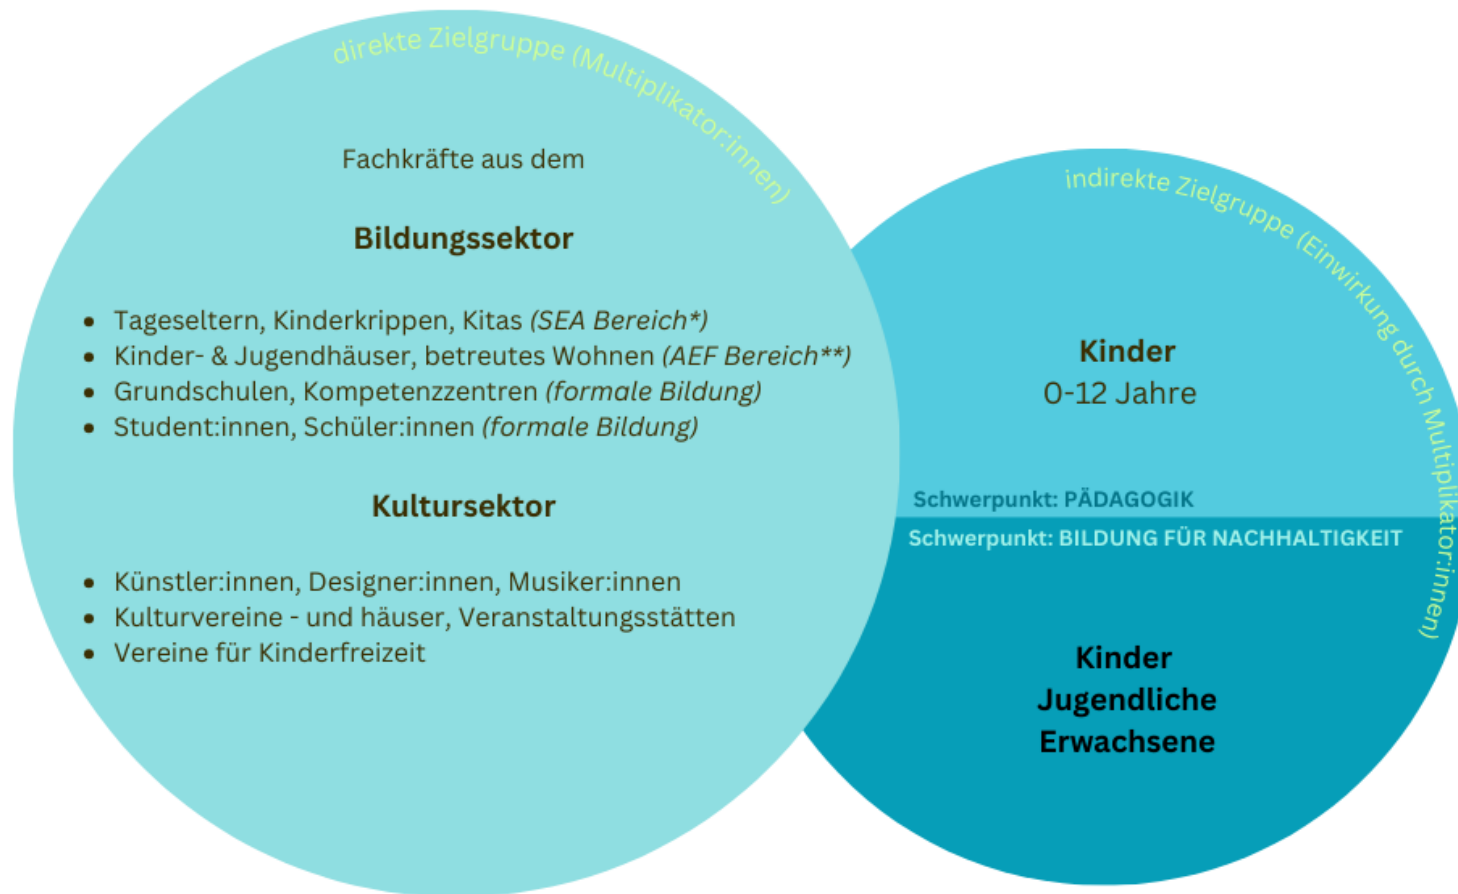 direkte Zielgruppe (Multiplikator:innen)
Fachkräfte aus dem
Bildungssektor
• Tageseltern, Kinderkrippen, Kitas (SEA Bereich*)
• Kinder- & Jugendhäuser, betreutes Wohnen (AEF Bereich**)
• Grundschulen, Kompetenzzentren (formale Bildung)
• Student:innen, Schüler:innen (formale Bildung)
Kultursektor
• Künstler:innen, Designer:innen, Musiker:innen
• Kulturvereine - und häuser, Veranstaltungsstätten
• Vereine für Kinderfreizeit
indirekte Zielgruppe (Einwirkung durch Multiplikator:innen)
Kinder
0-12 Jahre
Schwerpunkt: PÄDAGOGIK
Schwerpunkt: BILDUNG FÜR NACHHALTIGKEIT
Kinder
Jugendliche
Erwachsene